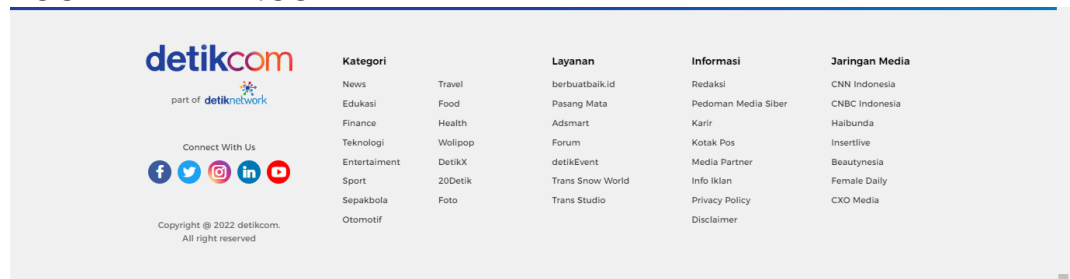 detikcom
part of detiknetwork
Connect With Us
Copyright @ 2022 detikcom.
All right reserved
Kategori
News
Edukasi
Finance
Teknologi
Entertaiment
Sport
Sepakbola
Otomotif
Travel
Food
Health
Wolipop
DetikX
20Detik
Foto
Layanan
berbuatbaik.id
Pasang Mata
Adsmart
Forum
detikEvent
Trans Snow World
Trans Studio
Informasi
Redaksi
Pedoman Media Siber
Karir
Kotak Pos
Media Partner
Info Iklan
Privacy Policy
Disclaimer
Jaringan Media
CNN Indonesia
CNBC Indonesia
Haibunda
Insertlive
Beautynesia
Female Daily
CXO Media